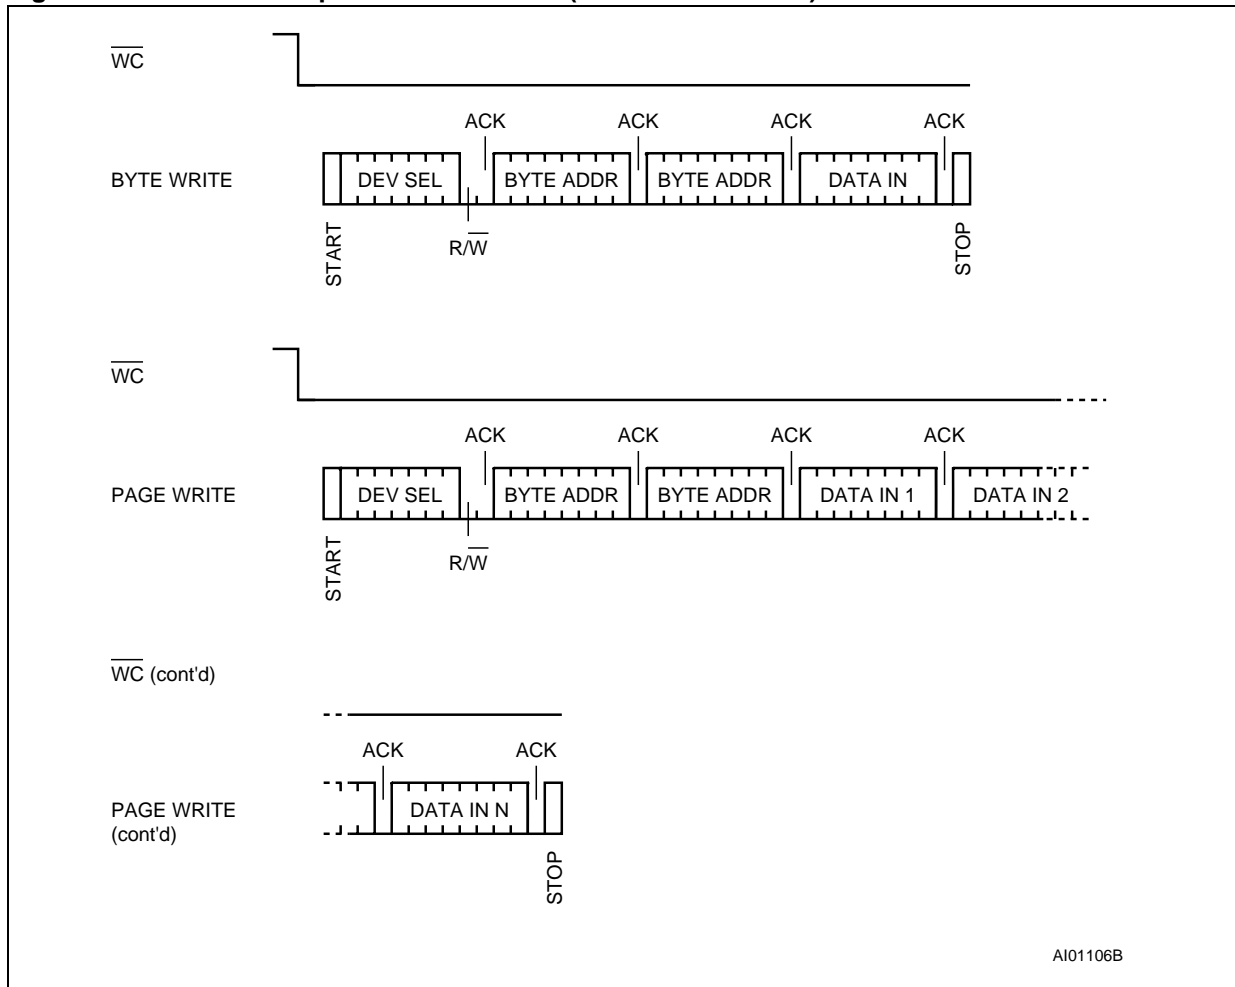 WC
ACK ACK ACK ACK
BYTE WRITE DEV SEL BYTE ADDR BYTE ADDR DATA IN
R/W
START STOP
WC
ACK ACK ACK ACK
PAGE WRITE DEV SEL BYTE ADDR BYTE ADDR DATA IN 1 DATA IN 2
R/W
START
WC (cont'd)
ACK ACK
PAGE WRITE DATA IN N
(cont'd)
STOP
AI01106B